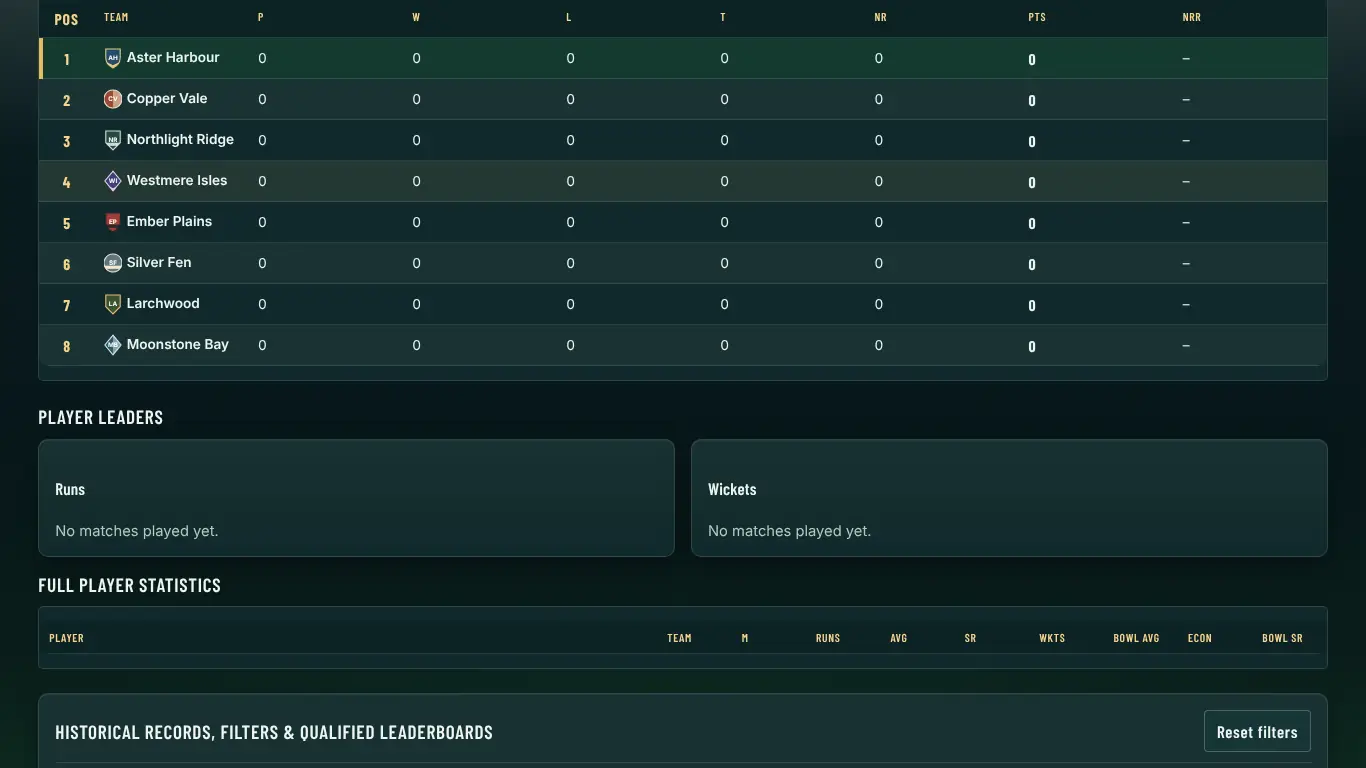 POS TEAM P W L T NR PTS NRR
1 AH Aster Harbour 0 0 0 0 0 0 –
2 CV Copper Vale 0 0 0 0 0 0 –
3 NR Northlight Ridge 0 0 0 0 0 0 –
4 WI Westmere Isles 0 0 0 0 0 0 –
5 EP Ember Plains 0 0 0 0 0 0 –
6 SF Silver Fen 0 0 0 0 0 0 –
7 LA Larchwood 0 0 0 0 0 0 –
8 MB Moonstone Bay 0 0 0 0 0 0 –
PLAYER LEADERS
Runs
No matches played yet.
Wickets
No matches played yet.
FULL PLAYER STATISTICS
PLAYER TEAM M RUNS AVG SR WKTS BOWL AVG ECON BOWL SR
HISTORICAL RECORDS, FILTERS & QUALIFIED LEADERBOARDS
Reset filters